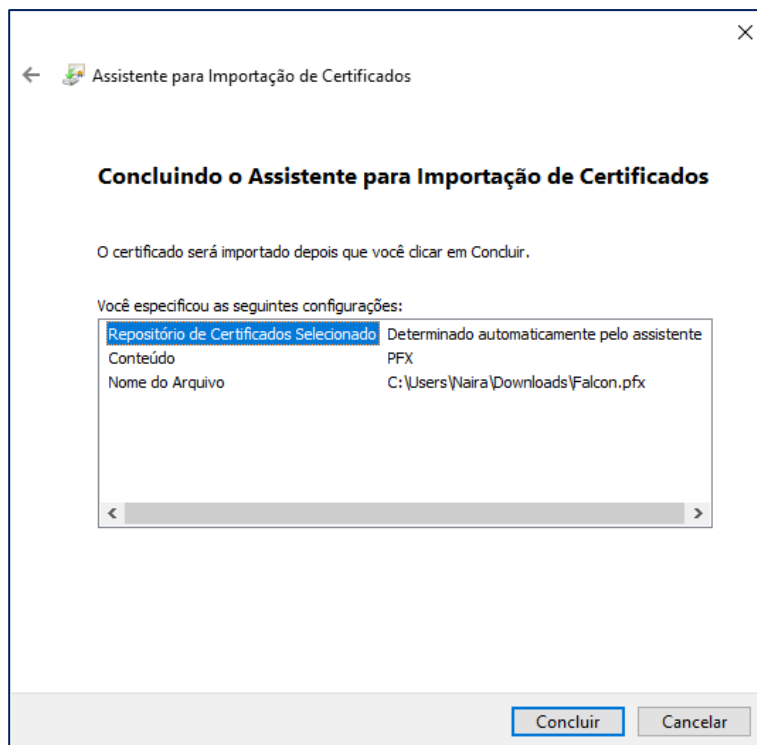 Assistente para Importação de Certificados
Concluindo o Assistente para Importação de Certificados
O certificado será importado depois que você clicar em Concluir.
Você especificou as seguintes configurações:
Repositório de Certificados Selecionado Determinado automaticamente pelo assistente
Conteúdo PFX
Nome do Arquivo C:\Users\Naira\Downloads\Falcon.pfx
Concluir Cancelar